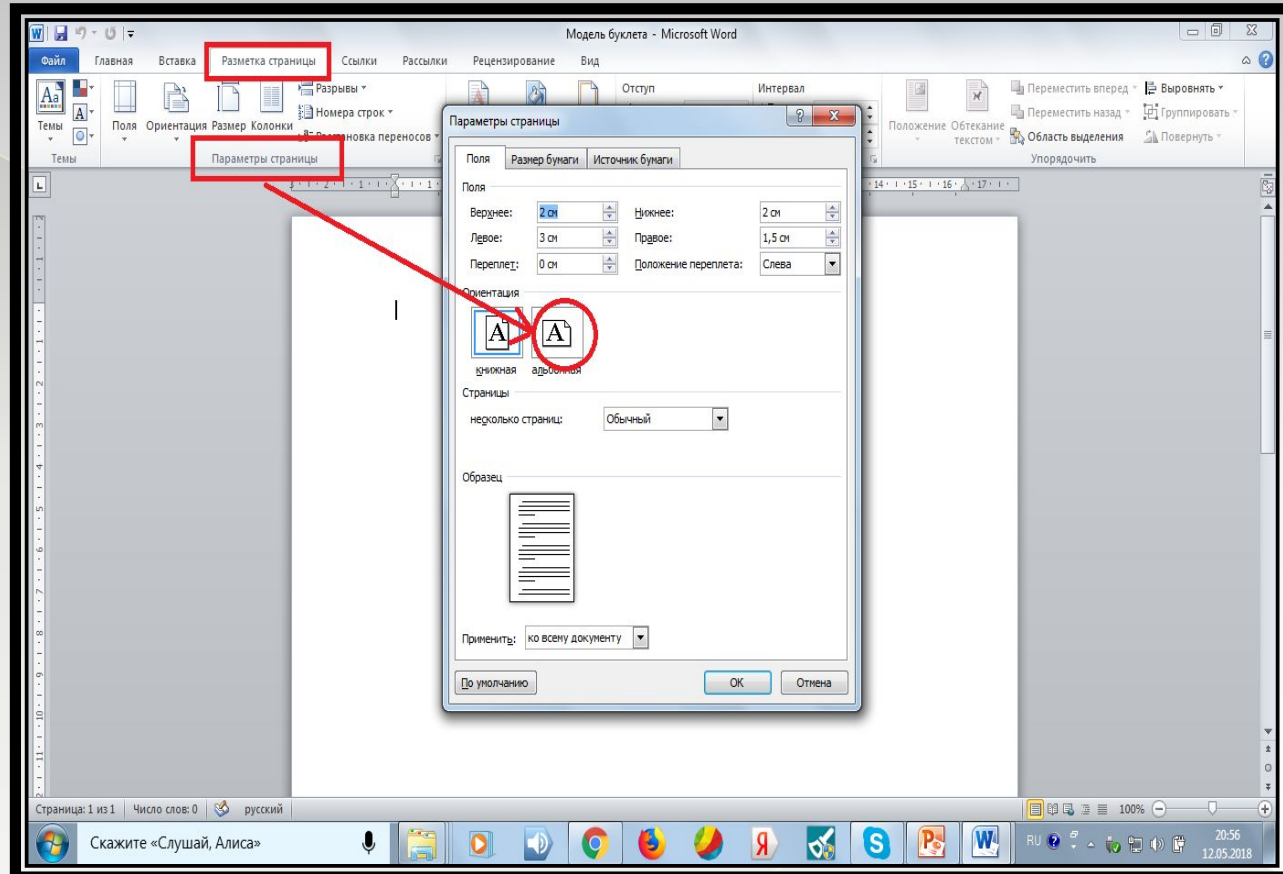 Модель буклета - Microsoft Word
Файл Главная Вставка Разметка страницы Ссылки Рассылки Рецензирование Вид
Разрывы Отступ Интервал Переместить вперед Выровнять
Номера строк Переместить назад Группировать
Темы Поля Ориентация Размер Колонки новка переносов Положение Обтекание текстом Область выделения Повернуть
Темы Параметры страницы Упорядочить
Параметры страницы
Поля Размер бумаги Источник бумаги
Поля
Верхнее: 2 см Нижнее: 2 см
Левое: 3 см Правое: 1,5 см
Переплет: 0 см Положение переплета: Слева
Ориентация
книжная альбомная
Страницы
несколько страниц: Обычный
Образец
Применить: ко всему документу
По умолчанию ОК Отмена
Страница: 1 из 1 Число слов: 0 русский 100%
Скажите «Слушай, Алиса» RU 20:56
12.05.2018